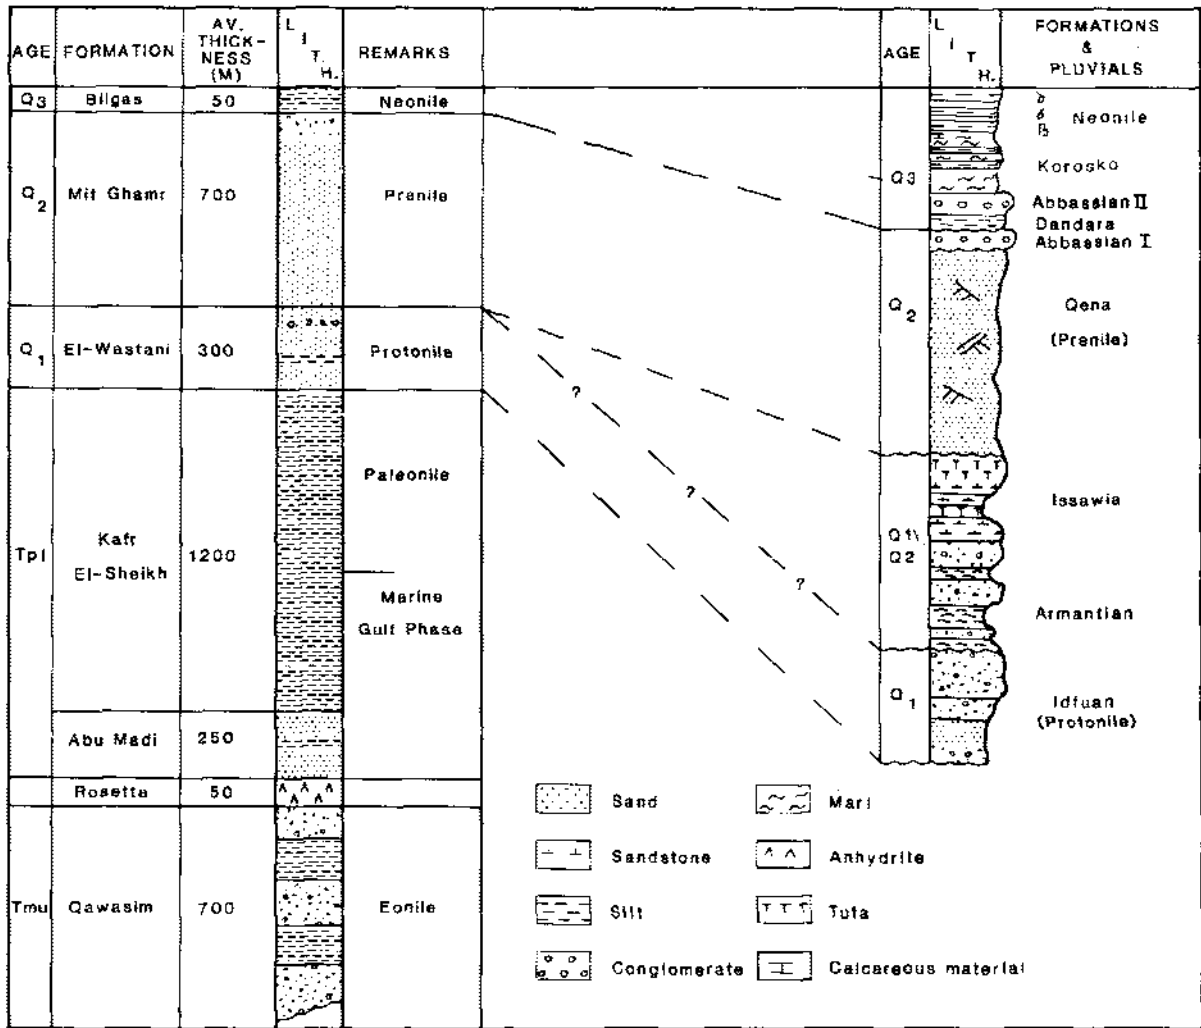 AGE
FORMATION
AV.
THICK-
NESS
(M)
L
I
T.
H.
REMARKS
Q3
Bilgas
50
Neonile
Q2
Mit Ghamr
700
Prenile
Q1
El-Wastani
300
Protonile
Tpl
Kafr
El-Sheikh
1200
Paleonile
Marine
Gulf Phase
Abu Madi
250
Rosetta
50
Tmu
Qawasim
700
Eonile
?
?
?
AGE
L
I
T
H.
FORMATIONS
&
PLUVIALS
Q3
Neonile
Korosko
Abbassian II
Dandara
Abbassian I
Q2
Qena
(Prenile)
Q1\
Q2
Issawia
Armantian
Q1
Idfuan
(Protonile)
Sand
Marl
Sandstone
Anhydrite
Silt
Tufa
Conglomerate
Calcareous material